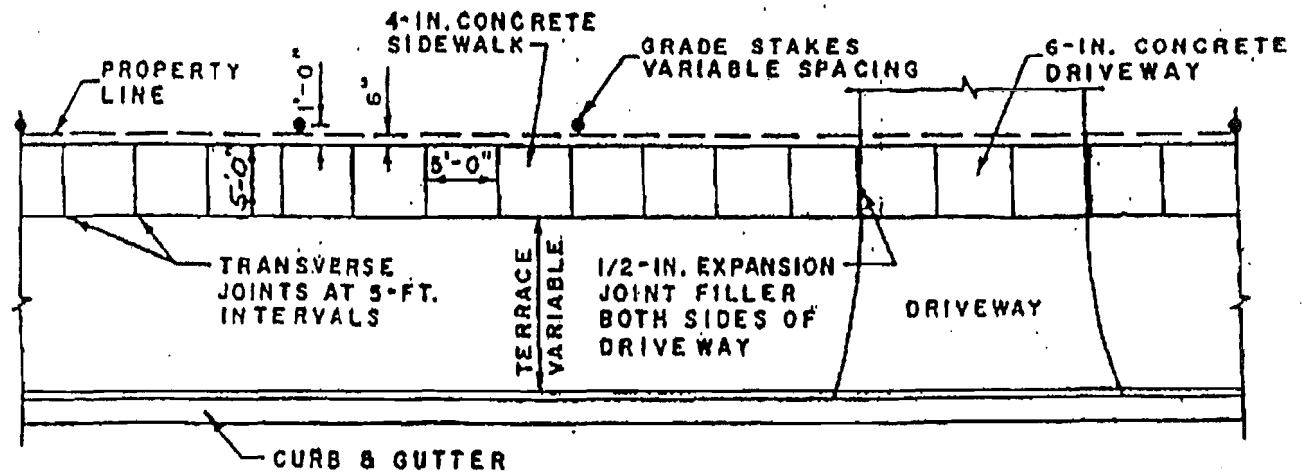 4-IN. CONCRETE
SIDEWALK
GRADE STAKES
VARIABLE SPACING
6-IN. CONCRETE
DRIVEWAY
PROPERTY
LINE
1'-0"
6"
5'-0"
5'-0"
TRANSVERSE
JOINTS AT 5-FT.
INTERVALS
TERRACE
VARIABLE
1/2-IN. EXPANSION
JOINT FILLER
BOTH SIDES OF
DRIVEWAY
DRIVEWAY
CURB & GUTTER